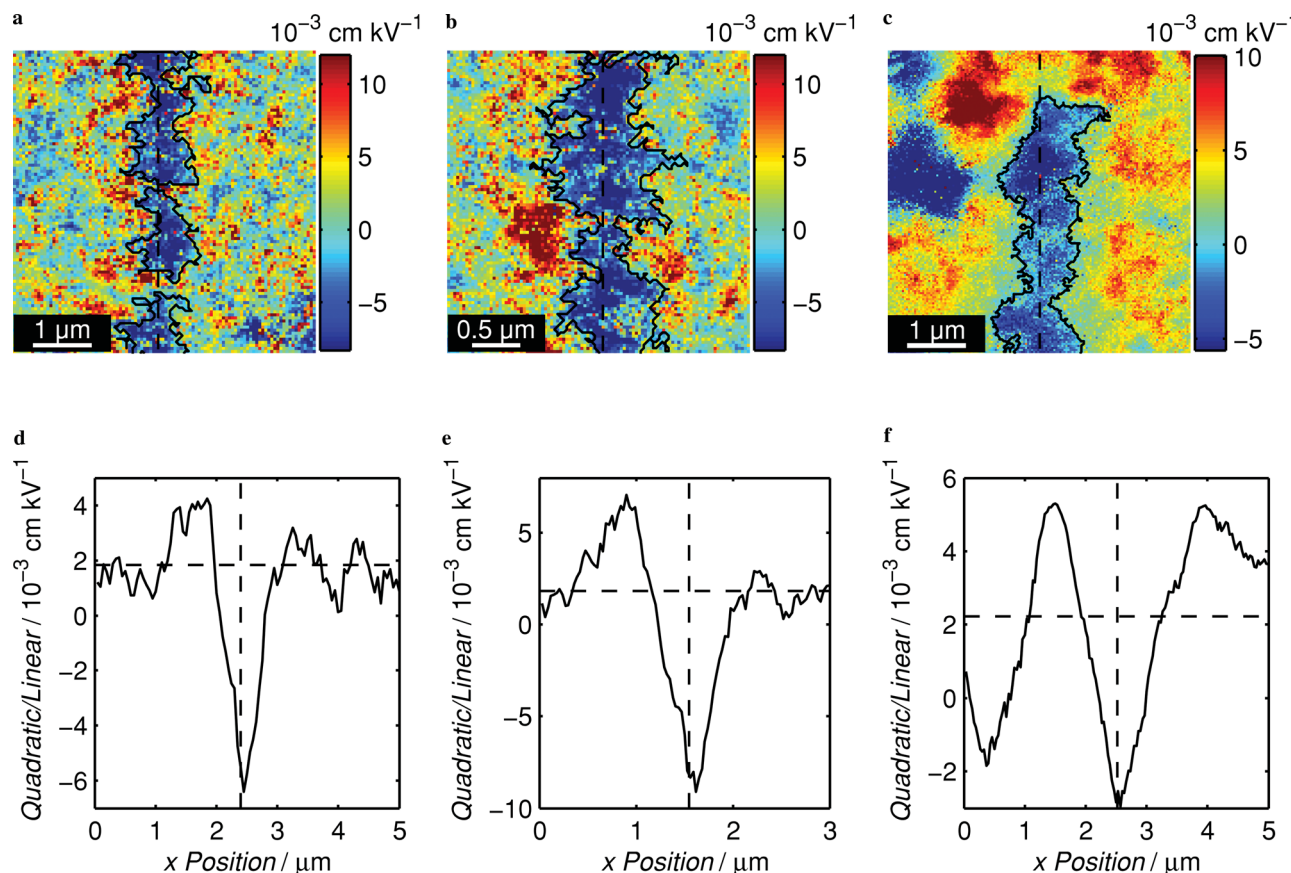 a
10⁻³ cm kV⁻¹
b
10⁻³ cm kV⁻¹
c
10⁻³ cm kV⁻¹
10
5
0
−5
1 µm
10
5
0
−5
0.5 µm
10
5
0
−5
1 µm
d
Quadratic/Linear / 10⁻³ cm kV⁻¹
4
2
0
−2
−4
−6
0 1 2 3 4 5
x Position / µm
e
Quadratic/Linear / 10⁻³ cm kV⁻¹
5
0
−5
−10
0 1 2 3
x Position / µm
f
Quadratic/Linear / 10⁻³ cm kV⁻¹
6
4
2
0
−2
0 1 2 3 4 5
x Position / µm